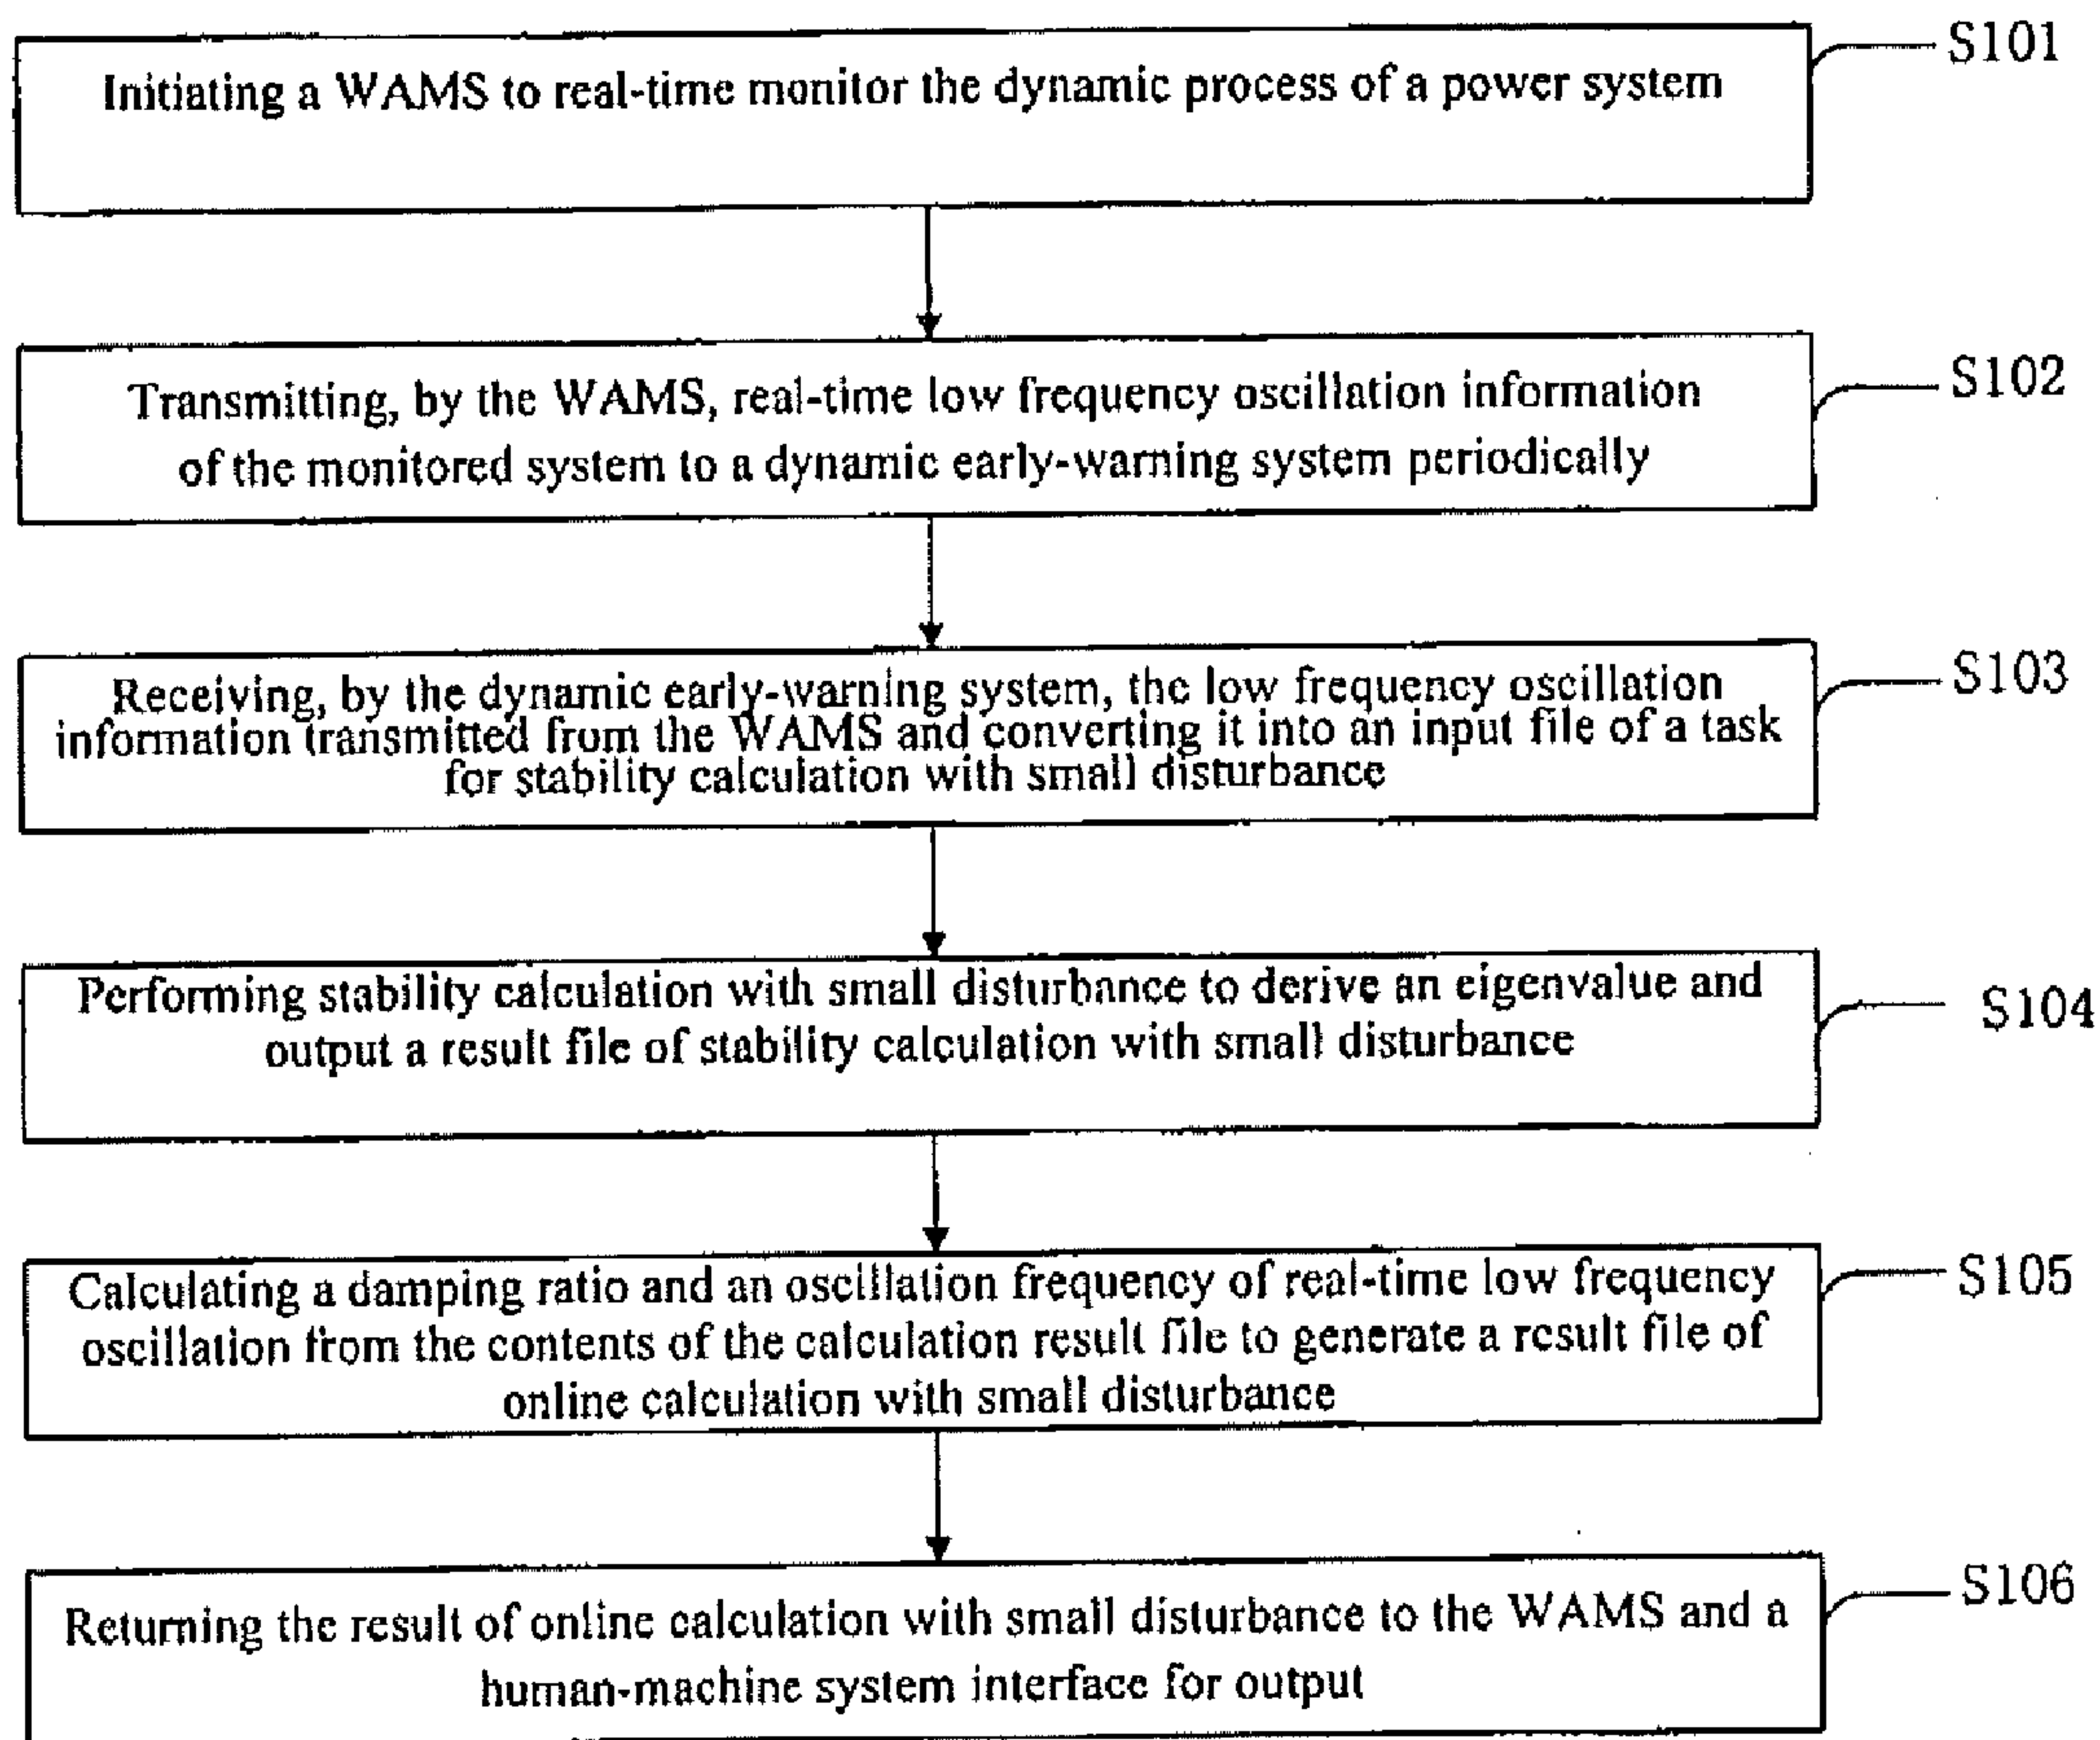 Initiating a WAMS to real-time monitor the dynamic process of a power system
S101
Transmitting, by the WAMS, real-time low frequency oscillation information
of the monitored system to a dynamic early-warning system periodically
S102
Receiving, by the dynamic early-warning system, the low frequency oscillation
information transmitted from the WAMS and converting it into an input file of a task
for stability calculation with small disturbance
S103
Performing stability calculation with small disturbance to derive an eigenvalue and
output a result file of stability calculation with small disturbance
S104
Calculating a damping ratio and an oscillation frequency of real-time low frequency
oscillation from the contents of the calculation result file to generate a result file of
online calculation with small disturbance
S105
Returning the result of online calculation with small disturbance to the WAMS and a
human-machine system interface for output
S106